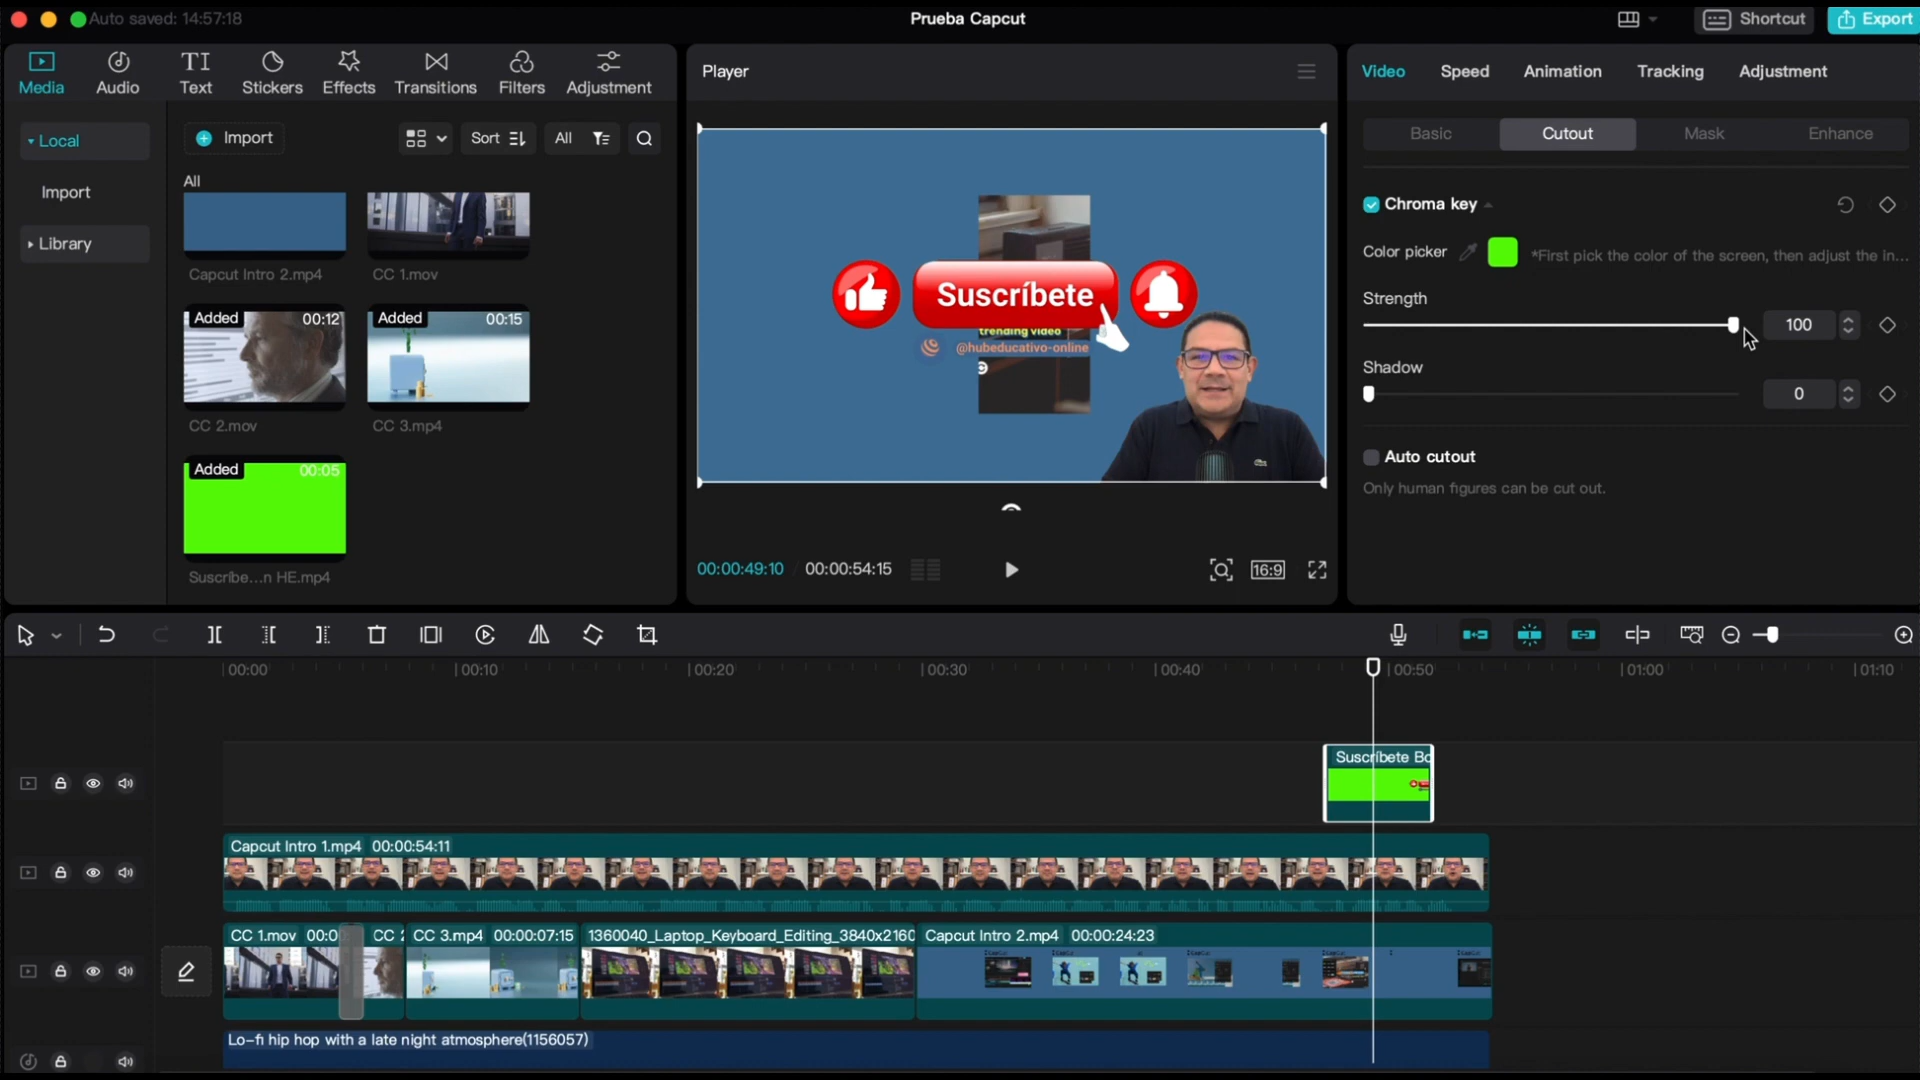 Auto saved: 14:57:18
Prueba Capcut
Shortcut
Export
Media
Audio
TI
Text
Stickers
Effects
Transitions
Filters
Adjustment
Player
Video
Speed
Animation
Tracking
Adjustment
Local
Import
Library
Import
Sort
All
All
Capcut Intro 2.mp4
CC 1.mov
Added
00:12
Added
00:15
CC 2.mov
CC 3.mp4
Added
00:05
Suscribe...n HE.mp4
Suscríbete
trending video
@hubeducativo-online
00:00:49:10
00:00:54:15
16:9
Basic
Cutout
Mask
Enhance
Chroma key
Color picker
*First pick the color of the screen, then adjust the in...
Strength
100
Shadow
0
Auto cutout
Only human figures can be cut out.
00:00
00:10
00:20
00:30
00:40
00:50
01:00
01:10
Suscríbete Bo
Capcut Intro 1.mp4 00:00:54:11
CC 1.mov 00:0
CC 2
CC 3.mp4 00:00:07:15
1360040_Laptop_Keyboard_Editing_3840x2160
Capcut Intro 2.mp4 00:00:24:23
Lo-fi hip hop with a late night atmosphere(1156057)